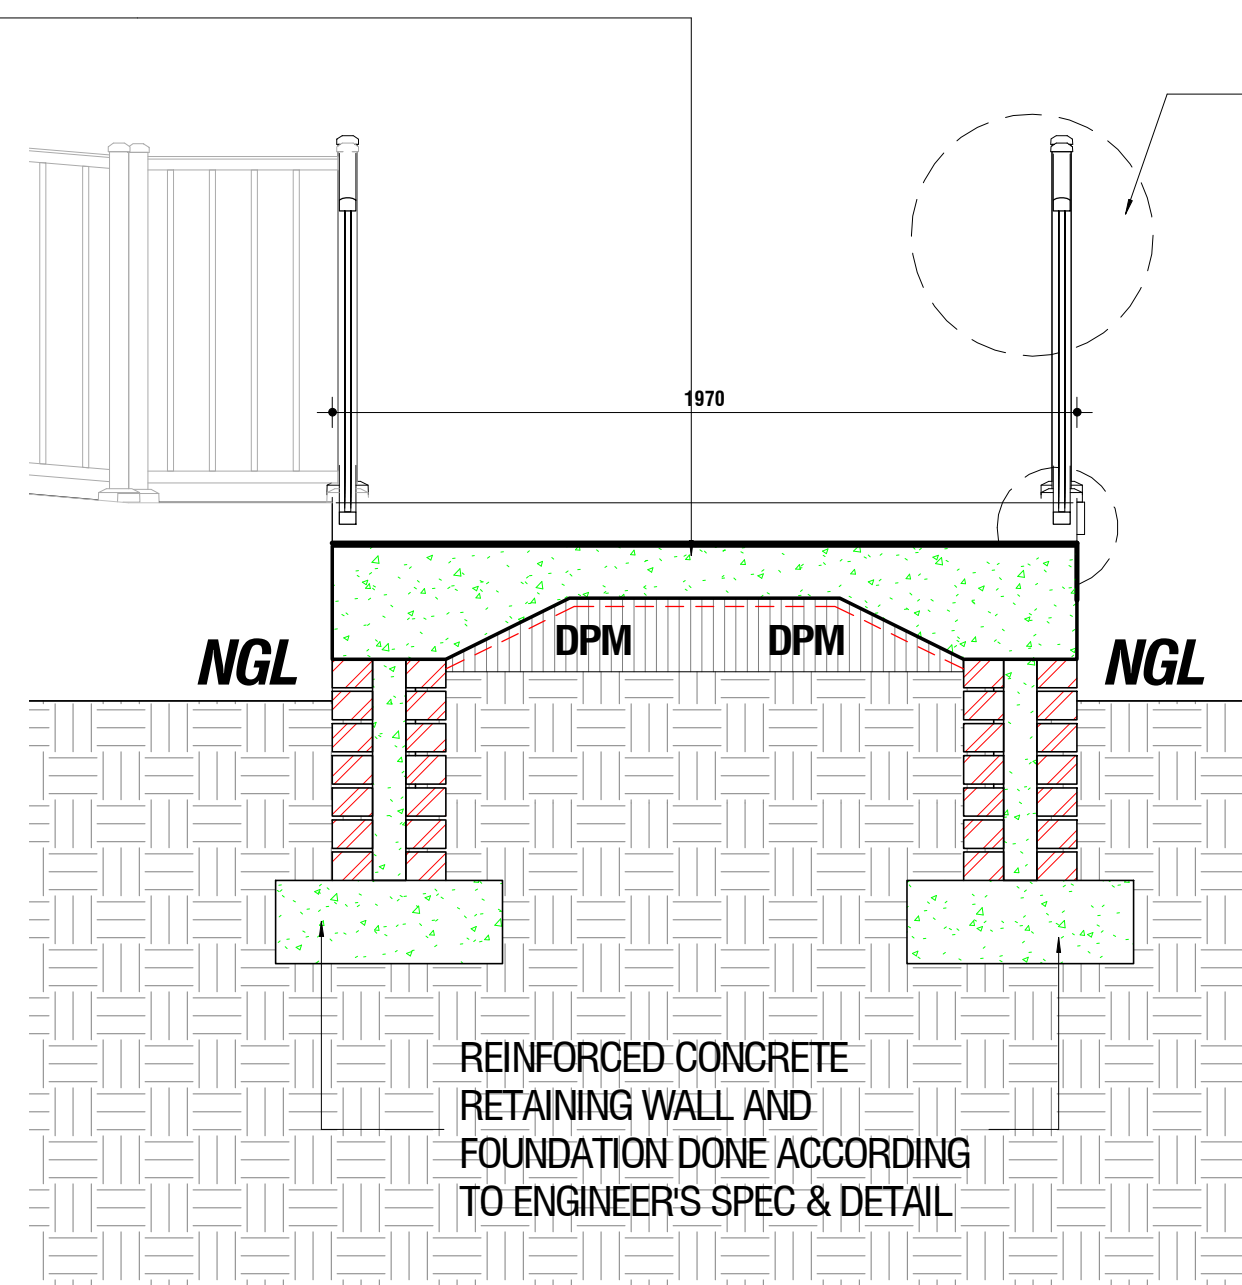 1970
DPM DPM
NGL NGL
REINFORCED CONCRETE
RETAINING WALL AND
FOUNDATION DONE ACCORDING
TO ENGINEER'S SPEC & DETAIL